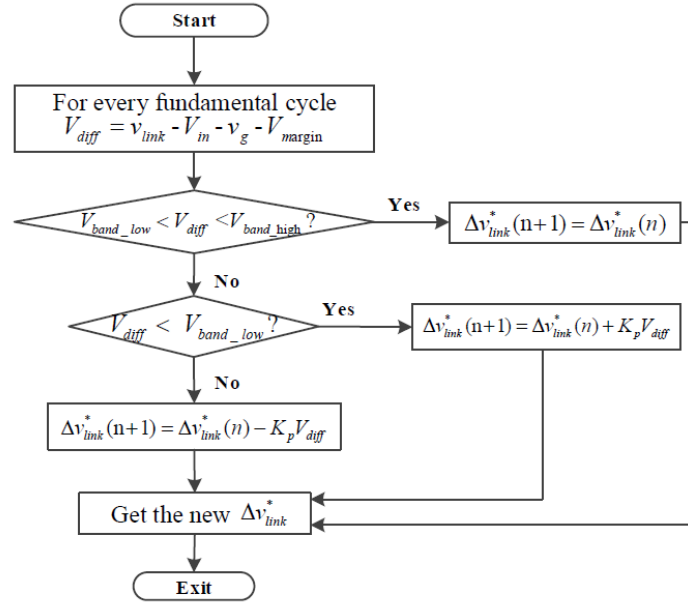 Start
For every fundamental cycle
V_diff = v_link - V_in - v_g - V_margin
V_band_low < V_diff < V_band_high ?
Yes
Δv*_link(n+1) = Δv*_link(n)
No
V_diff < V_band_low ?
Yes
Δv*_link(n+1) = Δv*_link(n) + K_p V_diff
No
Δv*_link(n+1) = Δv*_link(n) − K_p V_diff
Get the new Δv*_link
Exit